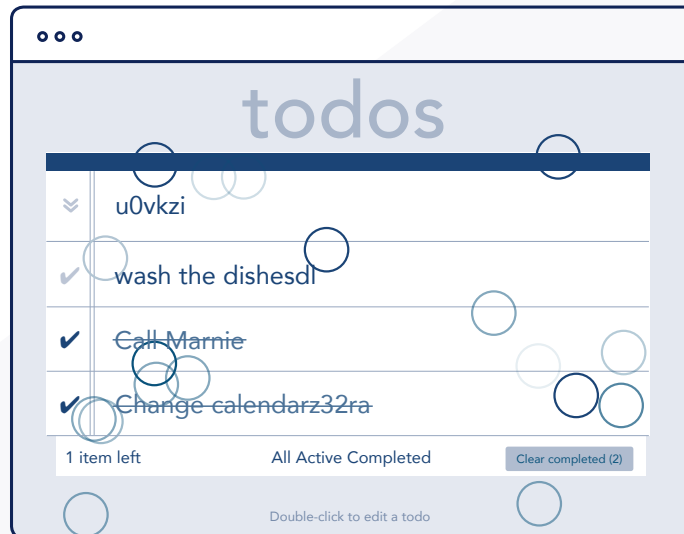 todos
u0vkzi
wash the dishesdl
Call Marnie
Change calendarz32ra
1 item left All Active Completed Clear completed (2)
Double-click to edit a todo